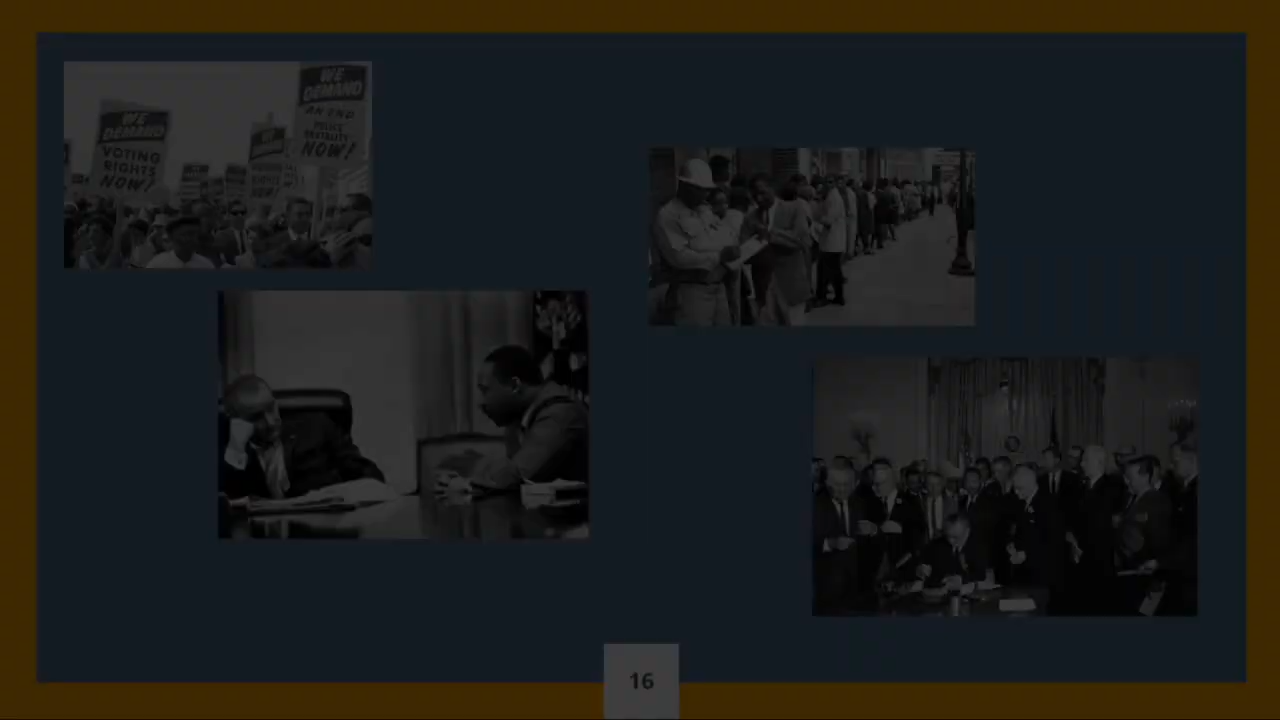 WE
DEMAND
VOTING
RIGHTS
NOW!
WE
DEMAND
AN END
POLICE
BRUTALITY
NOW!
16